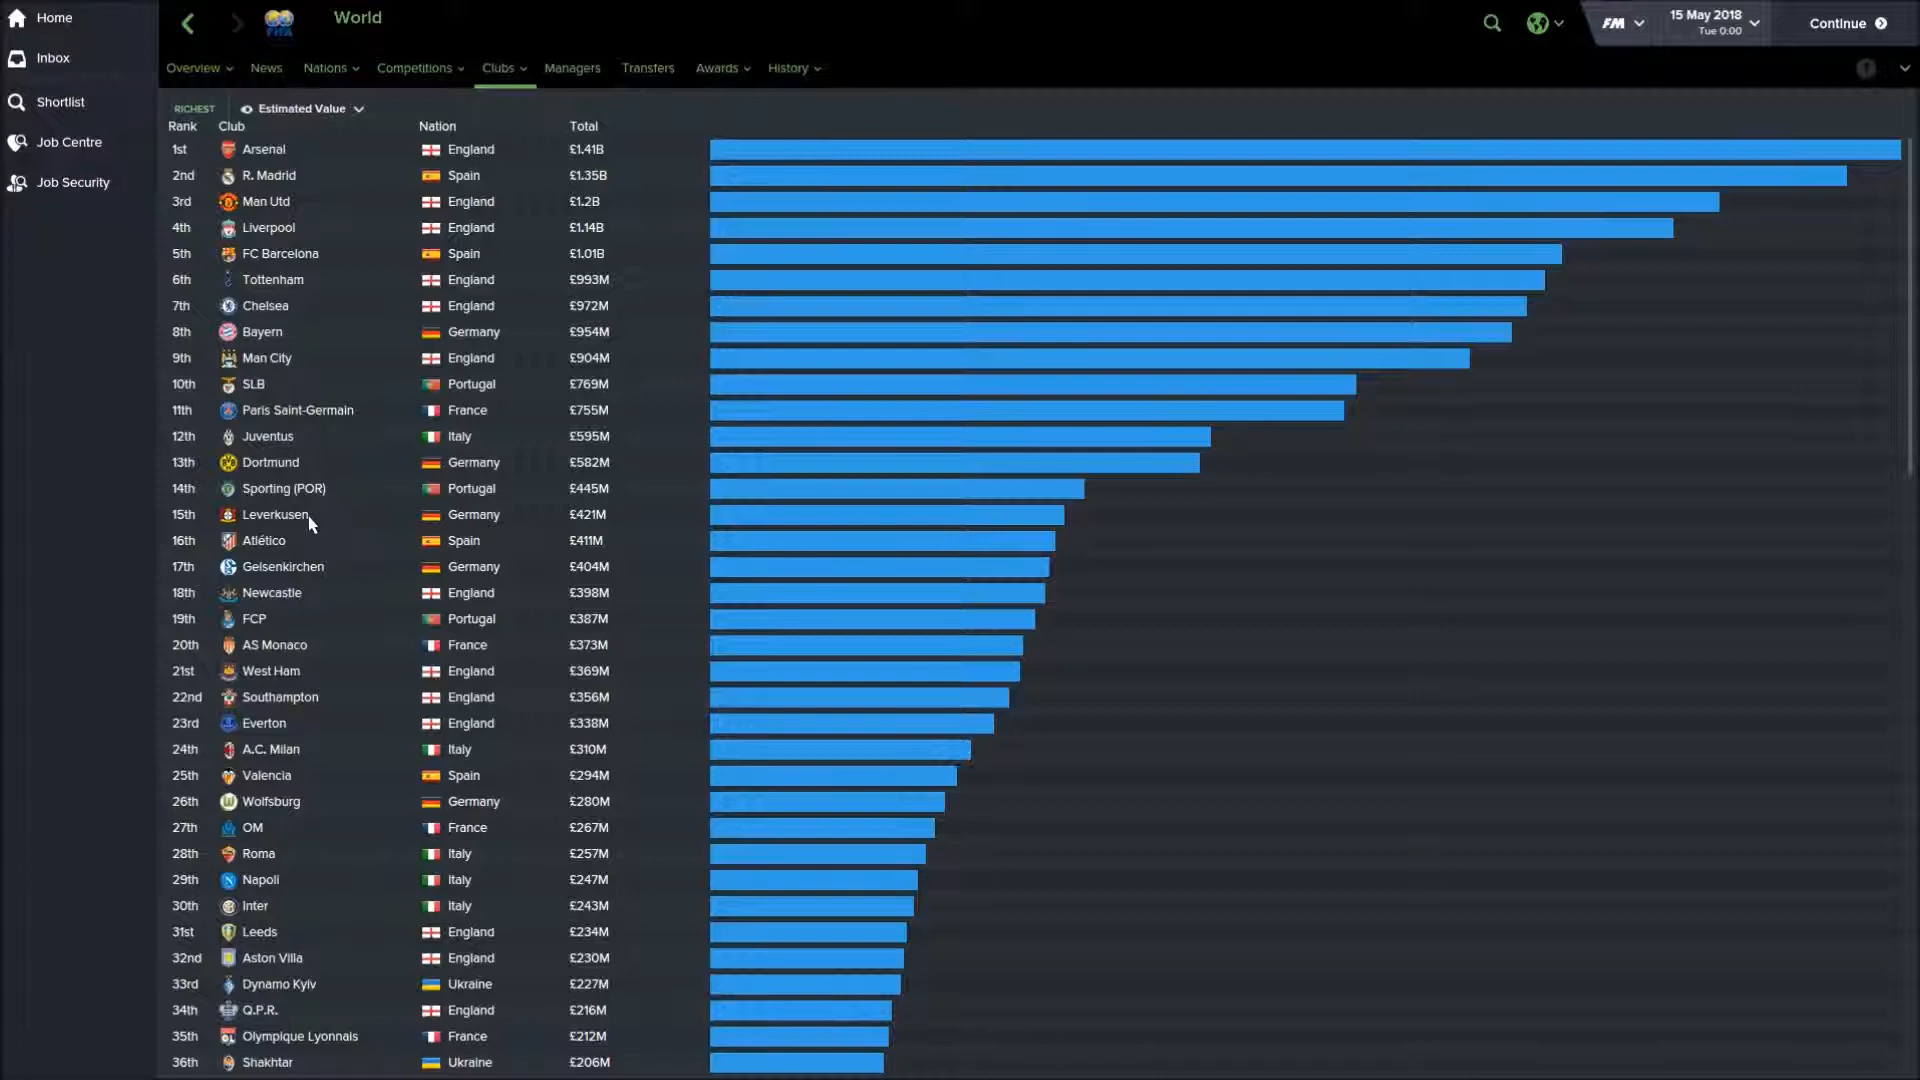 Home
Inbox
Shortlist
Job Centre
Job Security
World
FIFA
FM
15 May 2018
Tue 0:00
Continue
Overview News Nations Competitions Clubs Managers Transfers Awards History
RICHEST Estimated Value
Rank Club Nation Total
1st Arsenal England £1.41B
2nd R. Madrid Spain £1.35B
3rd Man Utd England £1.2B
4th Liverpool England £1.14B
5th FC Barcelona Spain £1.01B
6th Tottenham England £993M
7th Chelsea England £972M
8th Bayern Germany £954M
9th Man City England £904M
10th SLB Portugal £769M
11th Paris Saint-Germain France £755M
12th Juventus Italy £595M
13th Dortmund Germany £582M
14th Sporting (POR) Portugal £445M
15th Leverkusen Germany £421M
16th Atlético Spain £411M
17th Gelsenkirchen Germany £404M
18th Newcastle England £398M
19th FCP Portugal £387M
20th AS Monaco France £373M
21st West Ham England £369M
22nd Southampton England £356M
23rd Everton England £338M
24th A.C. Milan Italy £310M
25th Valencia Spain £294M
26th Wolfsburg Germany £280M
27th OM France £267M
28th Roma Italy £257M
29th Napoli Italy £247M
30th Inter Italy £243M
31st Leeds England £234M
32nd Aston Villa England £230M
33rd Dynamo Kyiv Ukraine £227M
34th Q.P.R. England £216M
35th Olympique Lyonnais France £212M
36th Shakhtar Ukraine £206M